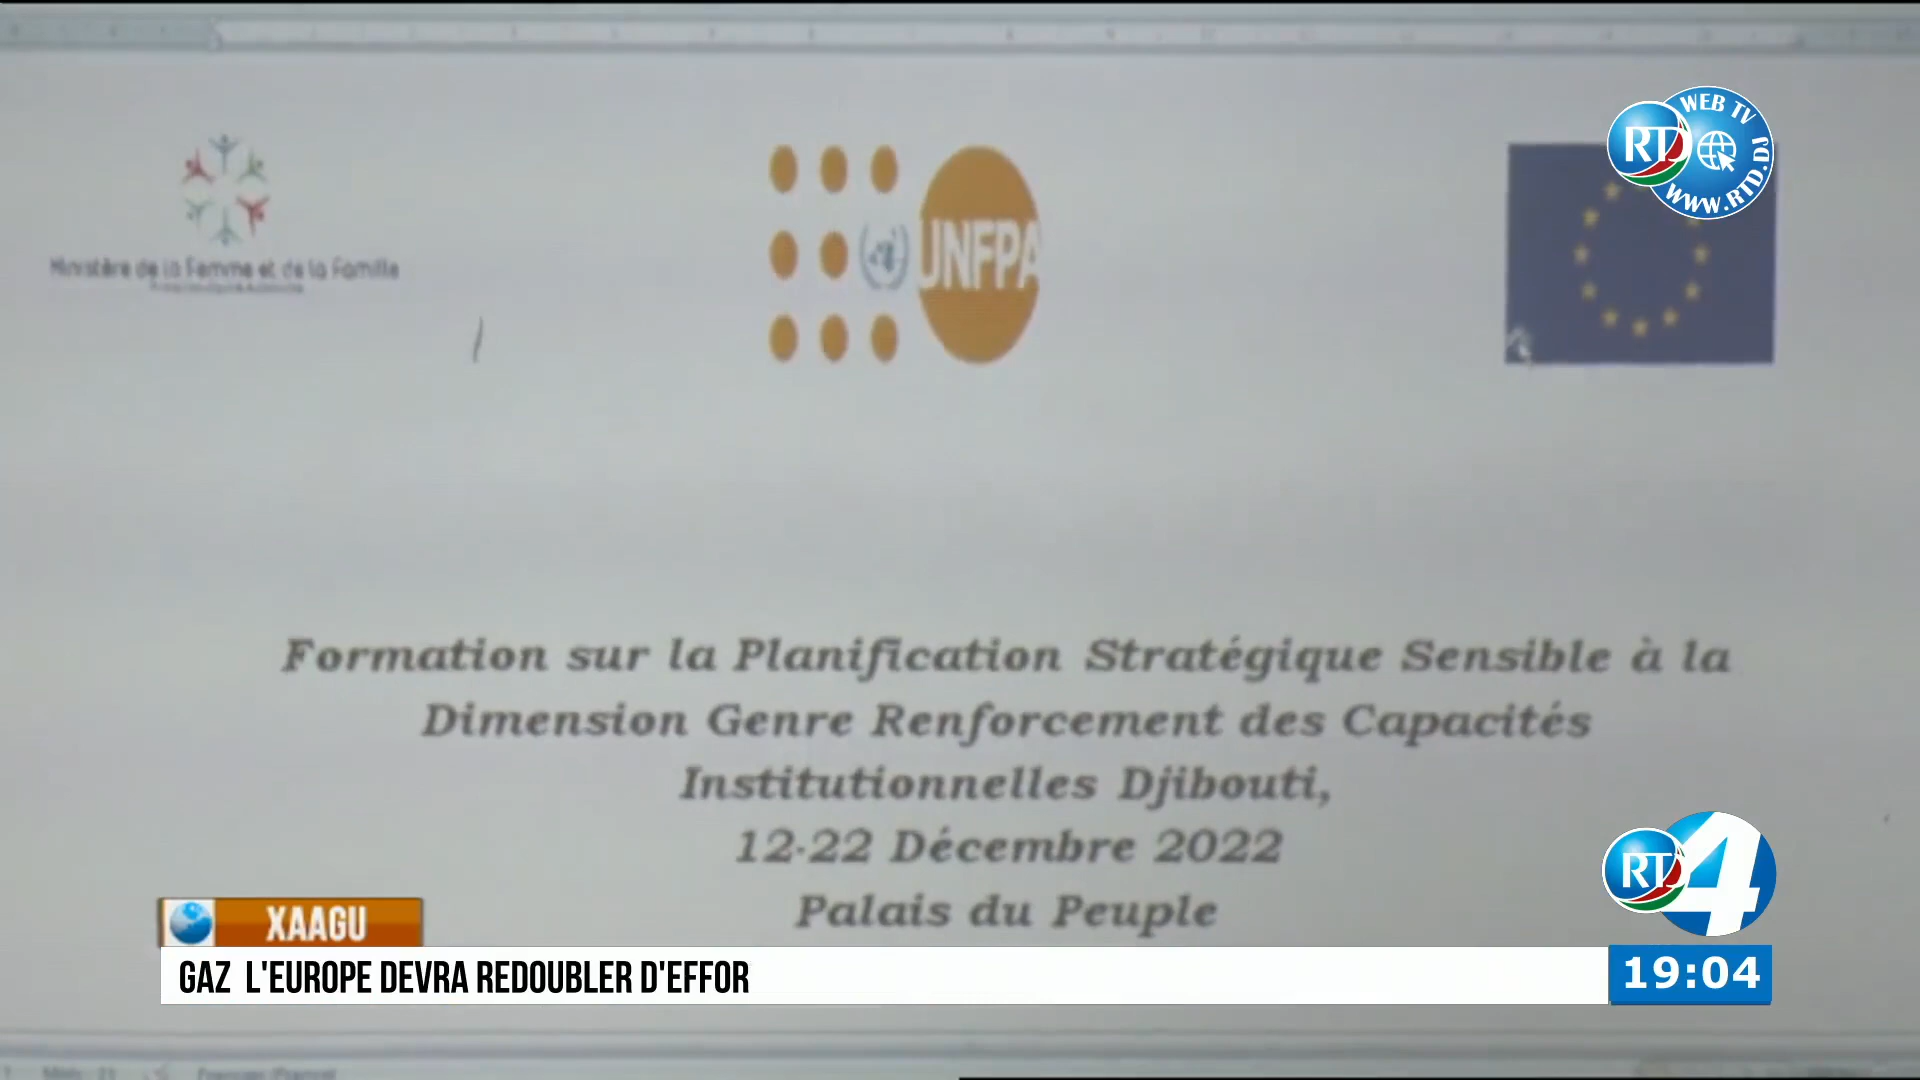 WEB TV
RTD
WWW.RTD.DJ
Ministère de la Femme et de la Famille
UNFPA
Formation sur la Planification Stratégique Sensible à la
Dimension Genre Renforcement des Capacités
Institutionnelles Djibouti,
12-22 Décembre 2022
Palais du Peuple
RTD 4
XAAGU
GAZ L'EUROPE DEVRA REDOUBLER D'EFFOR
19:04